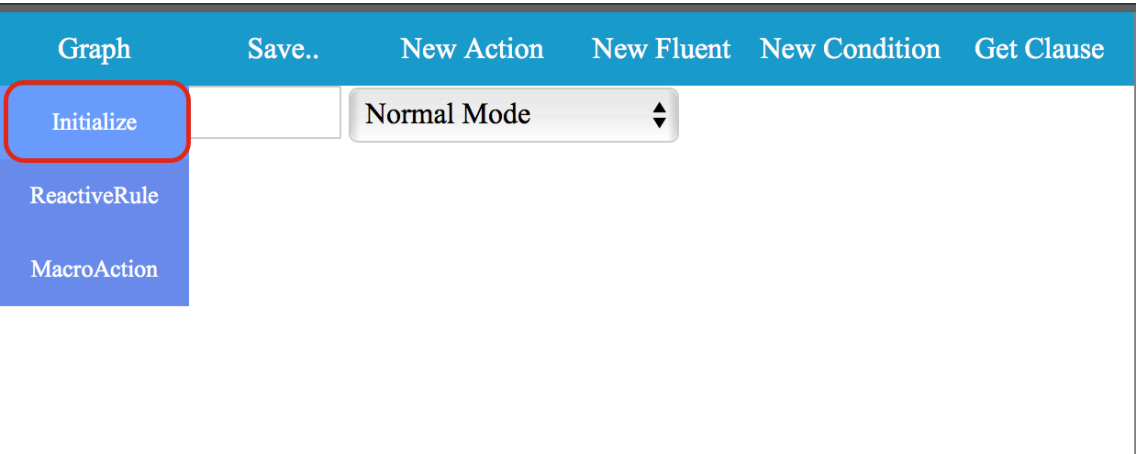 Graph Save.. New Action New Fluent New Condition Get Clause
Initialize Normal Mode
ReactiveRule
MacroAction